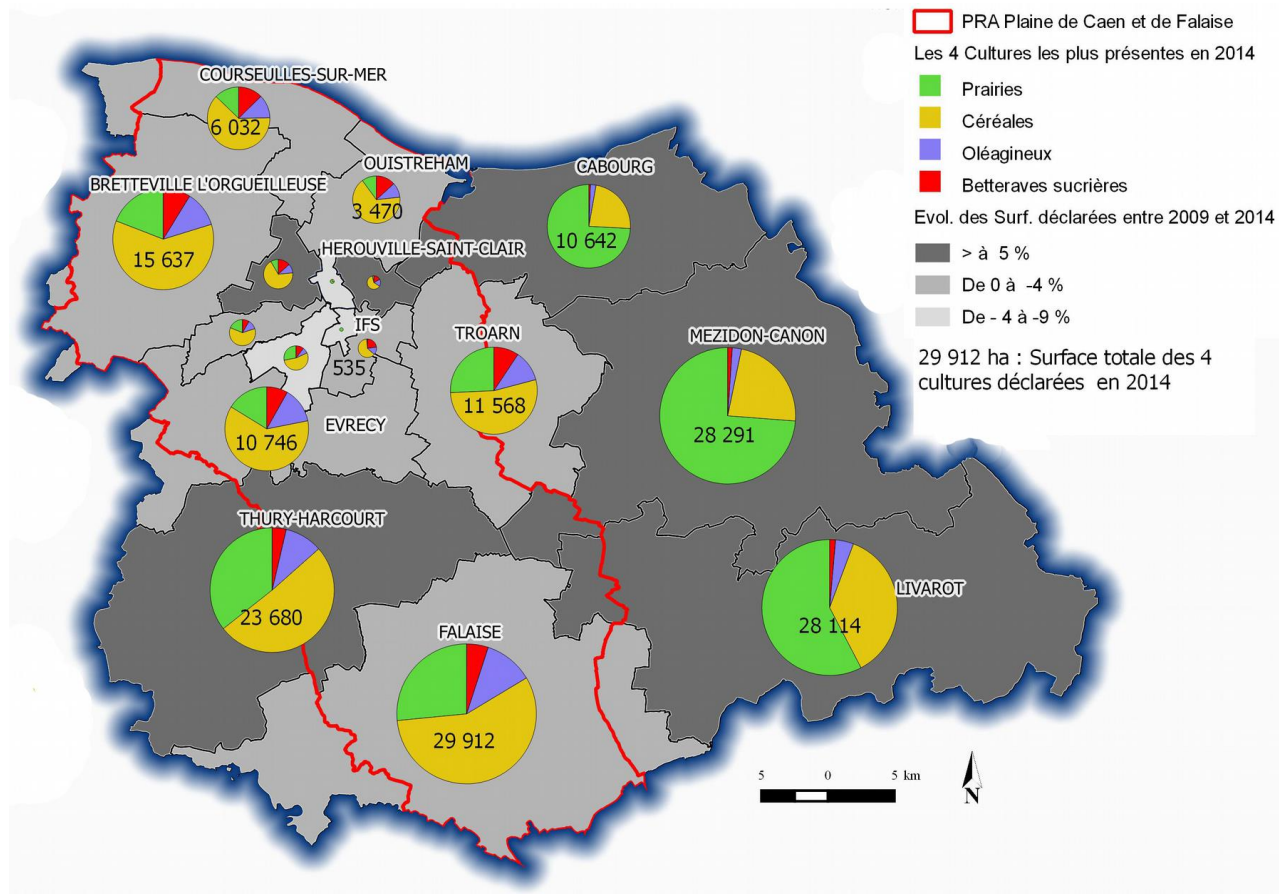 PRA Plaine de Caen et de Falaise
Les 4 Cultures les plus présentes en 2014
Prairies
Céréales
Oléagineux
Betteraves sucrières
Evol. des Surf. déclarées entre 2009 et 2014
> à 5 %
De 0 à -4 %
De - 4 à -9 %
29 912 ha : Surface totale des 4
cultures déclarées en 2014
COURSEULLES-SUR-MER
6 032
OUISTREHAM
3 470
CABOURG
10 642
BRETTEVILLE L'ORGUEILLEUSE
15 637
HEROUVILLE-SAINT-CLAIR
IFS
535
TROARN
11 568
MEZIDON-CANON
28 291
EVRECY
10 746
THURY-HARCOURT
23 680
LIVAROT
28 114
FALAISE
29 912
5 0 5 km
N